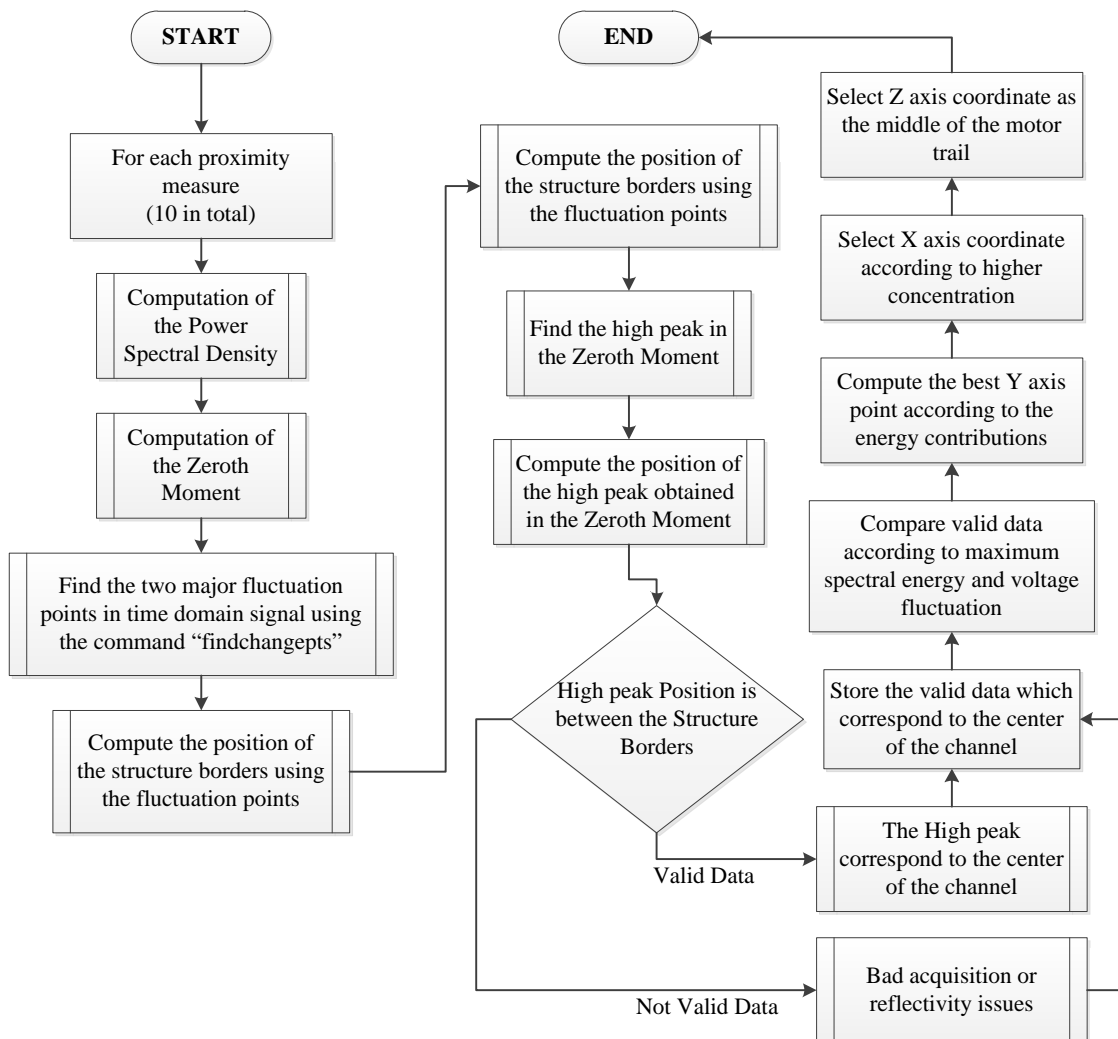 START
For each proximity
measure
(10 in total)
Computation of
the Power
Spectral Density
Computation of
the Zeroth
Moment
Find the two major fluctuation
points in time domain signal using
the command “findchangepts”
Compute the position of
the structure borders using
the fluctuation points
Compute the position of
the structure borders using
the fluctuation points
Find the high peak in
the Zeroth Moment
Compute the position of
the high peak obtained
in the Zeroth Moment
High peak Position is
between the Structure
Borders
Valid Data
Not Valid Data
The High peak
correspond to the center
of the channel
Bad acquisition or
reflectivity issues
Store the valid data which
correspond to the center
of the channel
Compare valid data
according to maximum
spectral energy and voltage
fluctuation
Compute the best Y axis
point according to the
energy contributions
Select X axis coordinate
according to higher
concentration
Select Z axis coordinate as
the middle of the motor
trail
END